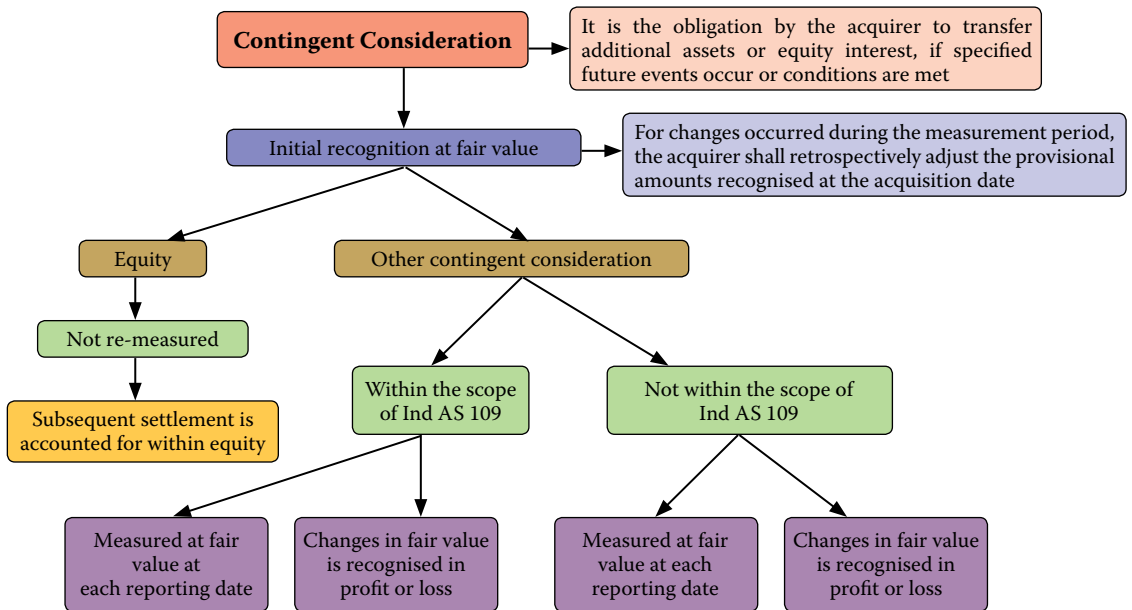 Contingent Consideration
It is the obligation by the acquirer to transfer
additional assets or equity interest, if specified
future events occur or conditions are met
Initial recognition at fair value
For changes occurred during the measurement period,
the acquirer shall retrospectively adjust the provisional
amounts recognised at the acquisition date
Equity
Other contingent consideration
Not re-measured
Subsequent settlement is
accounted for within equity
Within the scope
of Ind AS 109
Not within the scope of
Ind AS 109
Measured at fair
value at
each reporting date
Changes in fair value
is recognised in
profit or loss
Measured at fair
value at each
reporting date
Changes in fair value
is recognised in
profit or loss